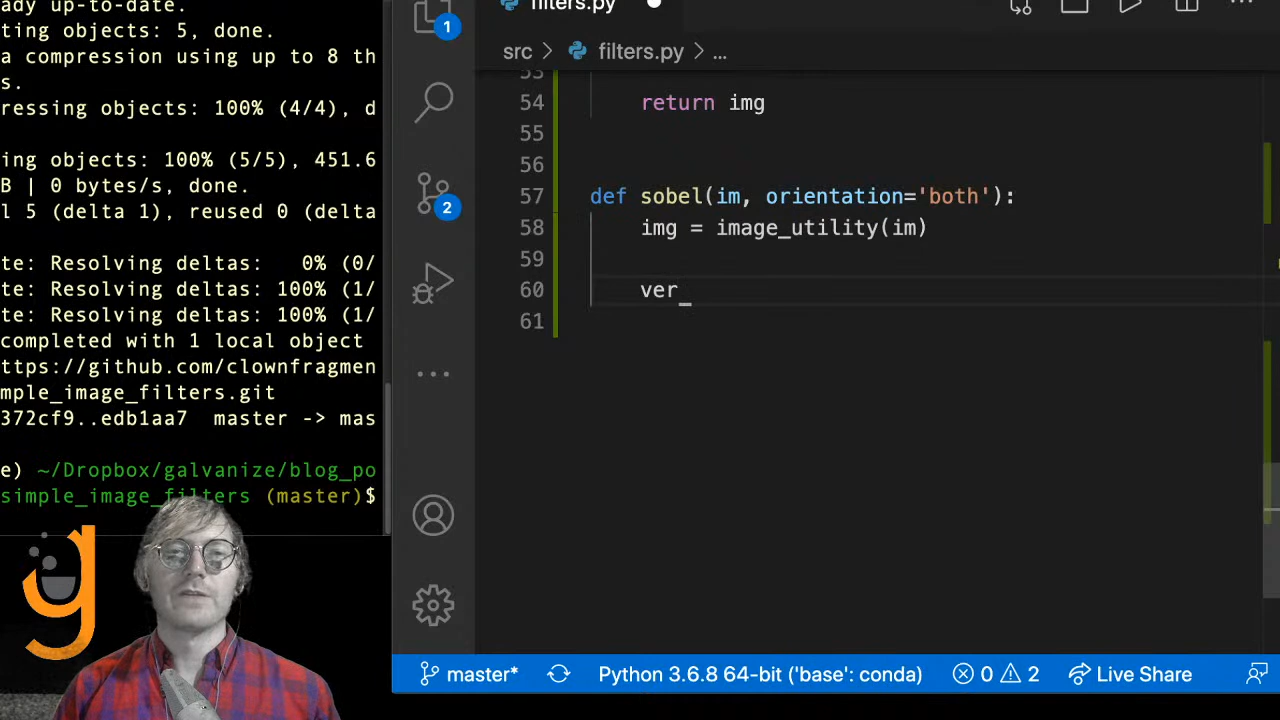 ady up-to-date.
ting objects: 5, done.
a compression using up to 8 th
s.
ressing objects: 100% (4/4), d
ing objects: 100% (5/5), 451.6
B | 0 bytes/s, done.
l 5 (delta 1), reused 0 (delta
te: Resolving deltas:   0% (0/
te: Resolving deltas: 100% (1/
te: Resolving deltas: 100% (1/
completed with 1 local object
ttps://github.com/clownfragmen
mple_image_filters.git
372cf9..edb1aa7  master -> mas
e) ~/Dropbox/galvanize/blog_po
simple_image_filters (master)$
g
filters.py
1
2
src > filters.py > ...
53
54 return img
55
56
57 def sobel(im, orientation='both'):
58 img = image_utility(im)
59
60 ver_
61
master* Python 3.6.8 64-bit ('base': conda) 0 2 Live Share